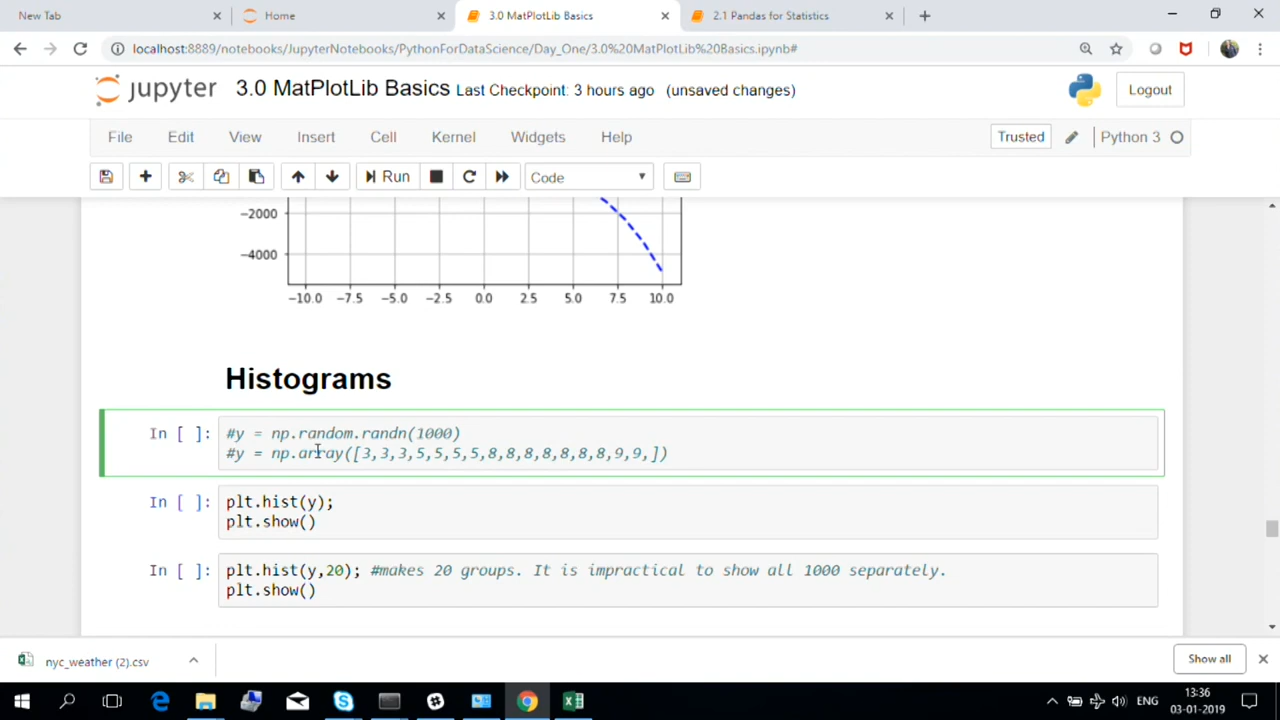 New Tab
Home
3.0 MatPlotLib Basics
2.1 Pandas for Statistics
localhost:8889/notebooks/JupyterNotebooks/PythonForDataScience/Day_One/3.0%20MatPlotLib%20Basics.ipynb#
jupyter 3.0 MatPlotLib Basics Last Checkpoint: 3 hours ago (unsaved changes)
Logout
File Edit View Insert Cell Kernel Widgets Help Trusted Python 3
Run Code
−2000
−4000
−10.0 −7.5 −5.0 −2.5 0.0 2.5 5.0 7.5 10.0
Histograms
In [ ]: #y = np.random.randn(1000)
#y = np.array([3,3,3,5,5,5,5,8,8,8,8,8,8,8,9,9,])
In [ ]: plt.hist(y);
plt.show()
In [ ]: plt.hist(y,20); #makes 20 groups. It is impractical to show all 1000 separately.
plt.show()
nyc_weather (2).csv
Show all
ENG
13:36
03-01-2019